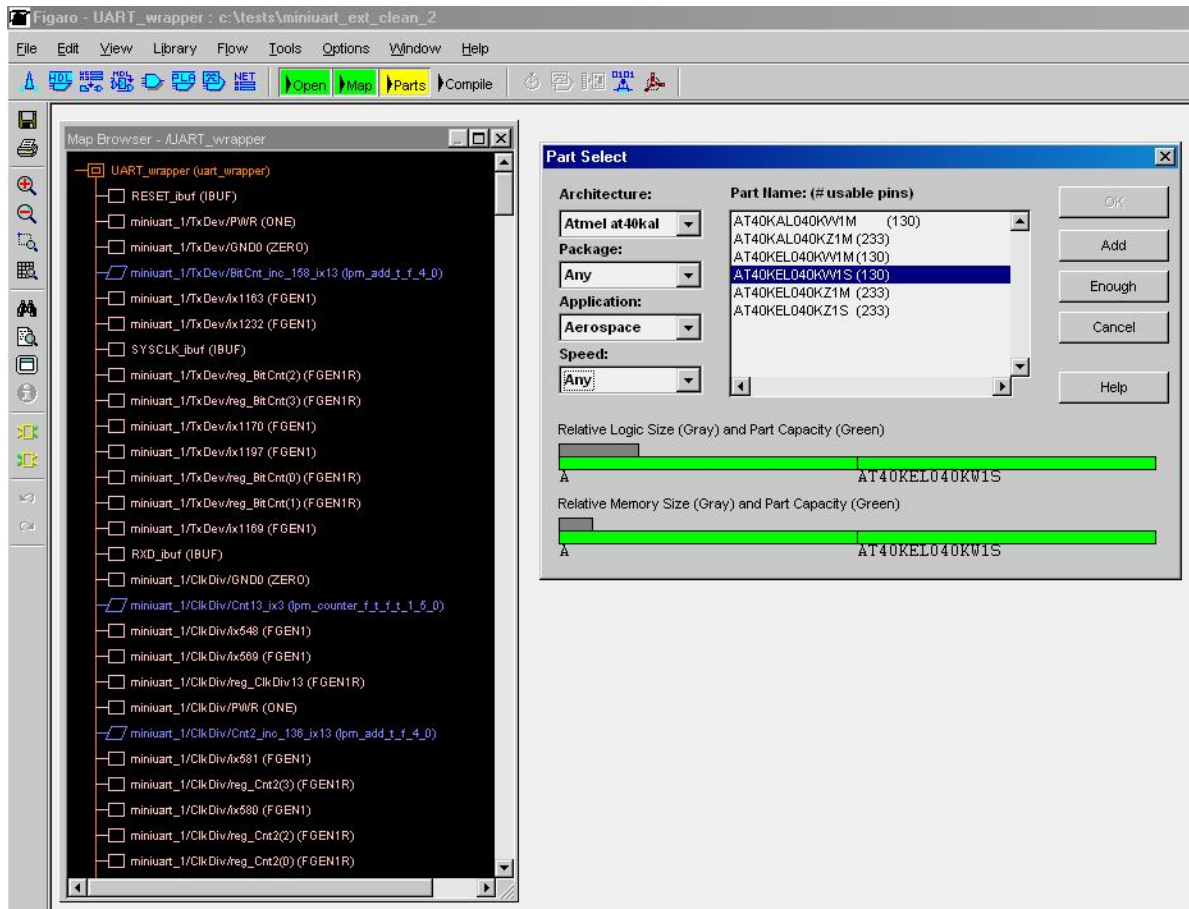 Figaro - UART_wrapper : c:\tests\miniuart_ext_clean_2
File Edit View Library Flow Tools Options Window Help
Open Map Parts Compile
Map Browser - /UART_wrapper
UART_wrapper (uart_wrapper)
RESET_ibuf (IBUF)
miniuart_1/TxDev/PWR (ONE)
miniuart_1/TxDev/GND0 (ZERO)
miniuart_1/TxDev/BitCnt_inc_158_ix13 (lpm_add_t_f_4_0)
miniuart_1/TxDev/ix1163 (FGEN1)
miniuart_1/TxDev/ix1232 (FGEN1)
SYSCLK_ibuf (IBUF)
miniuart_1/TxDev/reg_BitCnt(2) (FGEN1R)
miniuart_1/TxDev/reg_BitCnt(3) (FGEN1R)
miniuart_1/TxDev/ix1170 (FGEN1)
miniuart_1/TxDev/ix1197 (FGEN1)
miniuart_1/TxDev/reg_BitCnt(0) (FGEN1R)
miniuart_1/TxDev/reg_BitCnt(1) (FGEN1R)
miniuart_1/TxDev/ix1169 (FGEN1)
RXD_ibuf (IBUF)
miniuart_1/ClkDiv/GND0 (ZERO)
miniuart_1/ClkDiv/Cnt13_ix3 (lpm_counter_f_t_f_t_1_5_0)
miniuart_1/ClkDiv/ix548 (FGEN1)
miniuart_1/ClkDiv/ix569 (FGEN1)
miniuart_1/ClkDiv/reg_ClkDiv13 (FGEN1R)
miniuart_1/ClkDiv/PWR (ONE)
miniuart_1/ClkDiv/Cnt2_inc_136_ix13 (lpm_add_t_f_4_0)
miniuart_1/ClkDiv/ix581 (FGEN1)
miniuart_1/ClkDiv/reg_Cnt2(3) (FGEN1R)
miniuart_1/ClkDiv/ix580 (FGEN1)
miniuart_1/ClkDiv/reg_Cnt2(2) (FGEN1R)
miniuart_1/ClkDiv/reg_Cnt2(0) (FGEN1R)
Part Select
Architecture:
Atmel at40kal
Package:
Any
Application:
Aerospace
Speed:
Any
Part Name: (# usable pins)
AT40KAL040KW1M (130)
AT40KAL040KZ1M (233)
AT40KEL040KW1M (130)
AT40KEL040KW1S (130)
AT40KEL040KZ1M (233)
AT40KEL040KZ1S (233)
OK
Add
Enough
Cancel
Help
Relative Logic Size (Gray) and Part Capacity (Green)
A AT40KEL040KW1S
Relative Memory Size (Gray) and Part Capacity (Green)
A AT40KEL040KW1S